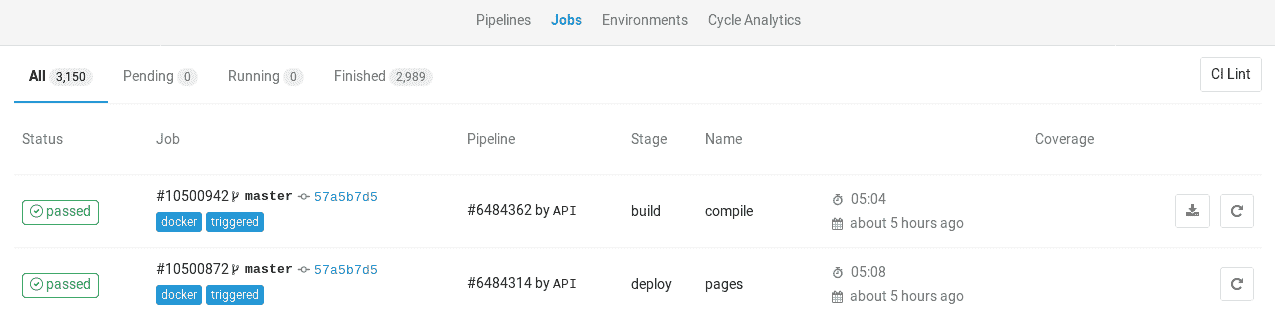 Pipelines Jobs Environments Cycle Analytics
All 3,150 Pending 0 Running 0 Finished 2,989 CI Lint
Status Job Pipeline Stage Name Coverage
passed #10500942 master 57a5b7d5 #6484362 by API build compile 05:04
docker triggered about 5 hours ago
passed #10500872 master 57a5b7d5 #6484314 by API deploy pages 05:08
docker triggered about 5 hours ago